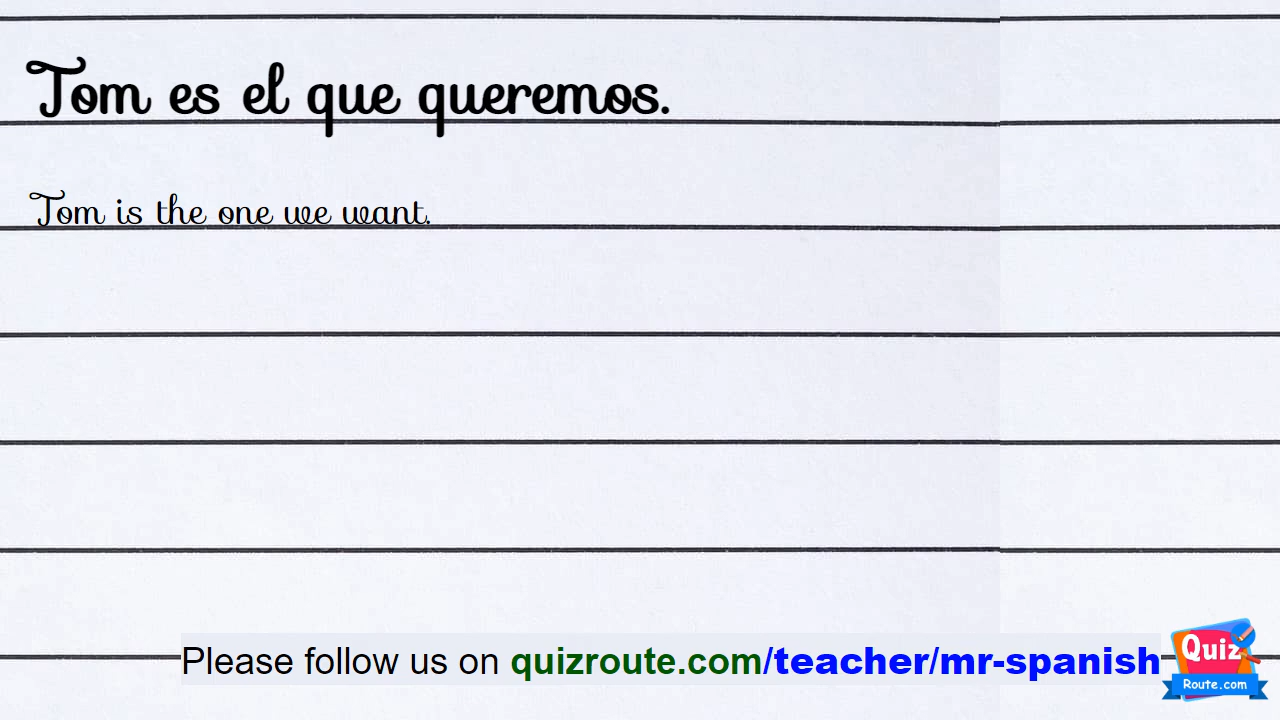 Tom es el que queremos.
Tom is the one we want.
Please follow us on quizroute.com/teacher/mr-spanish
Quiz
Route.com